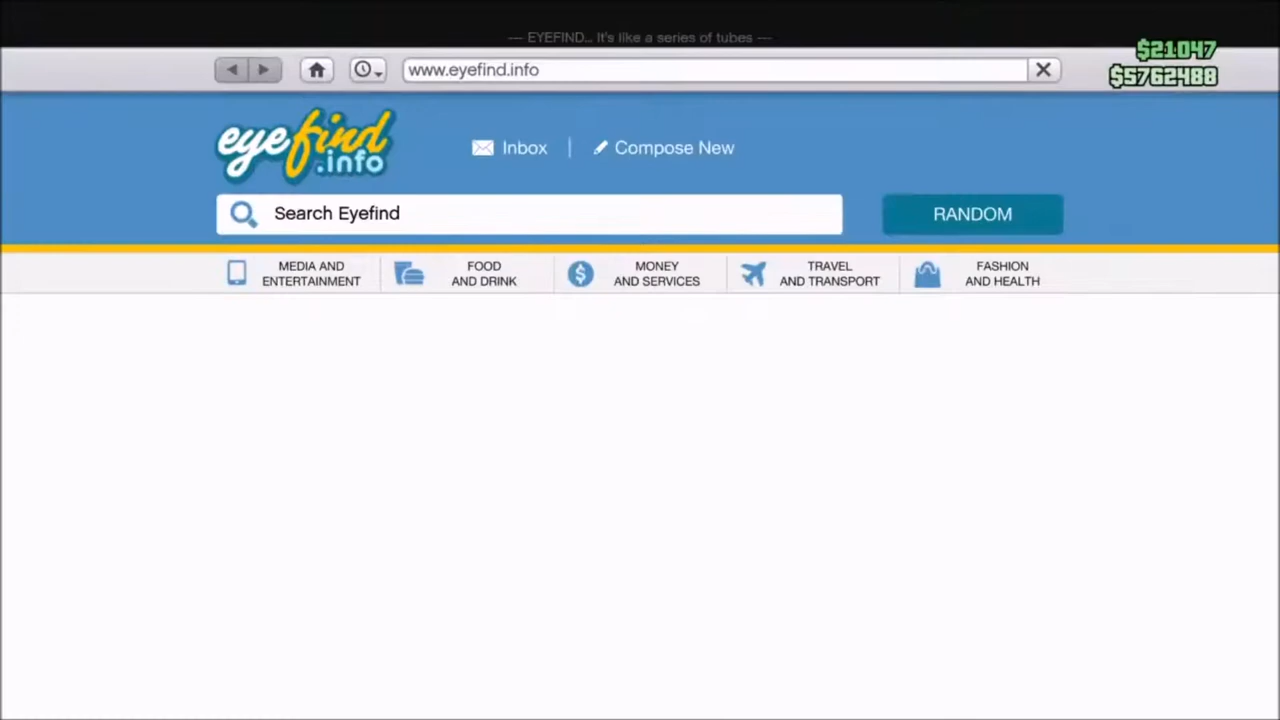 --- EYEFIND... It's like a series of tubes ---
$21047
www.eyefind.info
$5762488
eyefind
.info
Inbox
Compose New
Search Eyefind
RANDOM
MEDIA AND
ENTERTAINMENT
FOOD
AND DRINK
MONEY
AND SERVICES
TRAVEL
AND TRANSPORT
FASHION
AND HEALTH